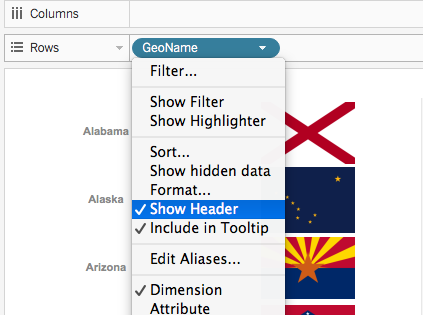 Columns
Rows
GeoName
Filter...
Show Filter
Show Highlighter
Alabama
Sort...
Show hidden data
Alaska
Format...
Show Header
Include in Tooltip
Edit Aliases...
Arizona
Dimension
Attribute